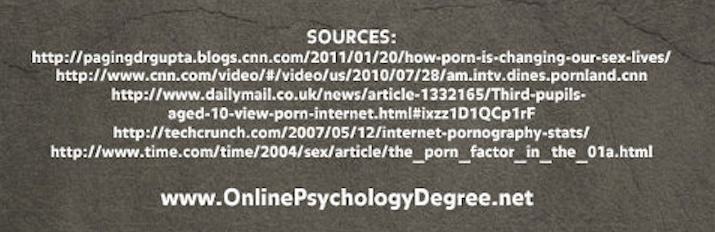 SOURCES:
http://pagingdrgupta.blogs.cnn.com/2011/01/20/how-porn-is-changing-our-sex-lives/
http://www.cnn.com/video/#/video/us/2010/07/28/am.intv.dines.pornland.cnn
http://www.dailymail.co.uk/news/article-1332165/Third-pupils-
aged-10-view-porn-internet.html#ixzz1D1QCp1rF
http://techcrunch.com/2007/05/12/internet-pornography-stats/
http://www.time.com/time/2004/sex/article/the_porn_factor_in_the_01a.html
www.OnlinePsychologyDegree.net